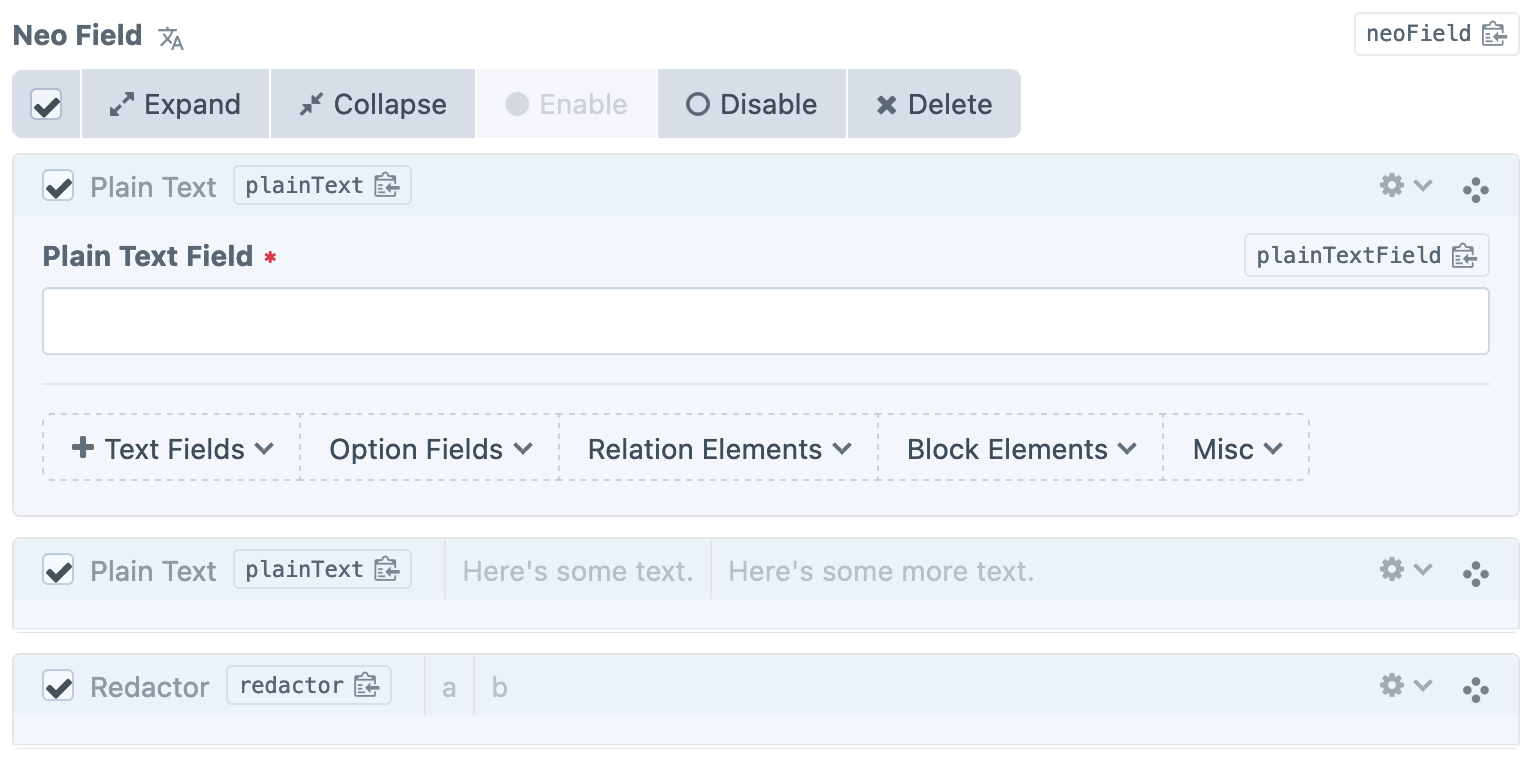 Neo Field neoField
Expand Collapse Enable Disable Delete
Plain Text plainText
Plain Text Field * plainTextField
Text Fields Option Fields Relation Elements Block Elements Misc
Plain Text plainText Here's some text. Here's some more text.
Redactor redactor a b